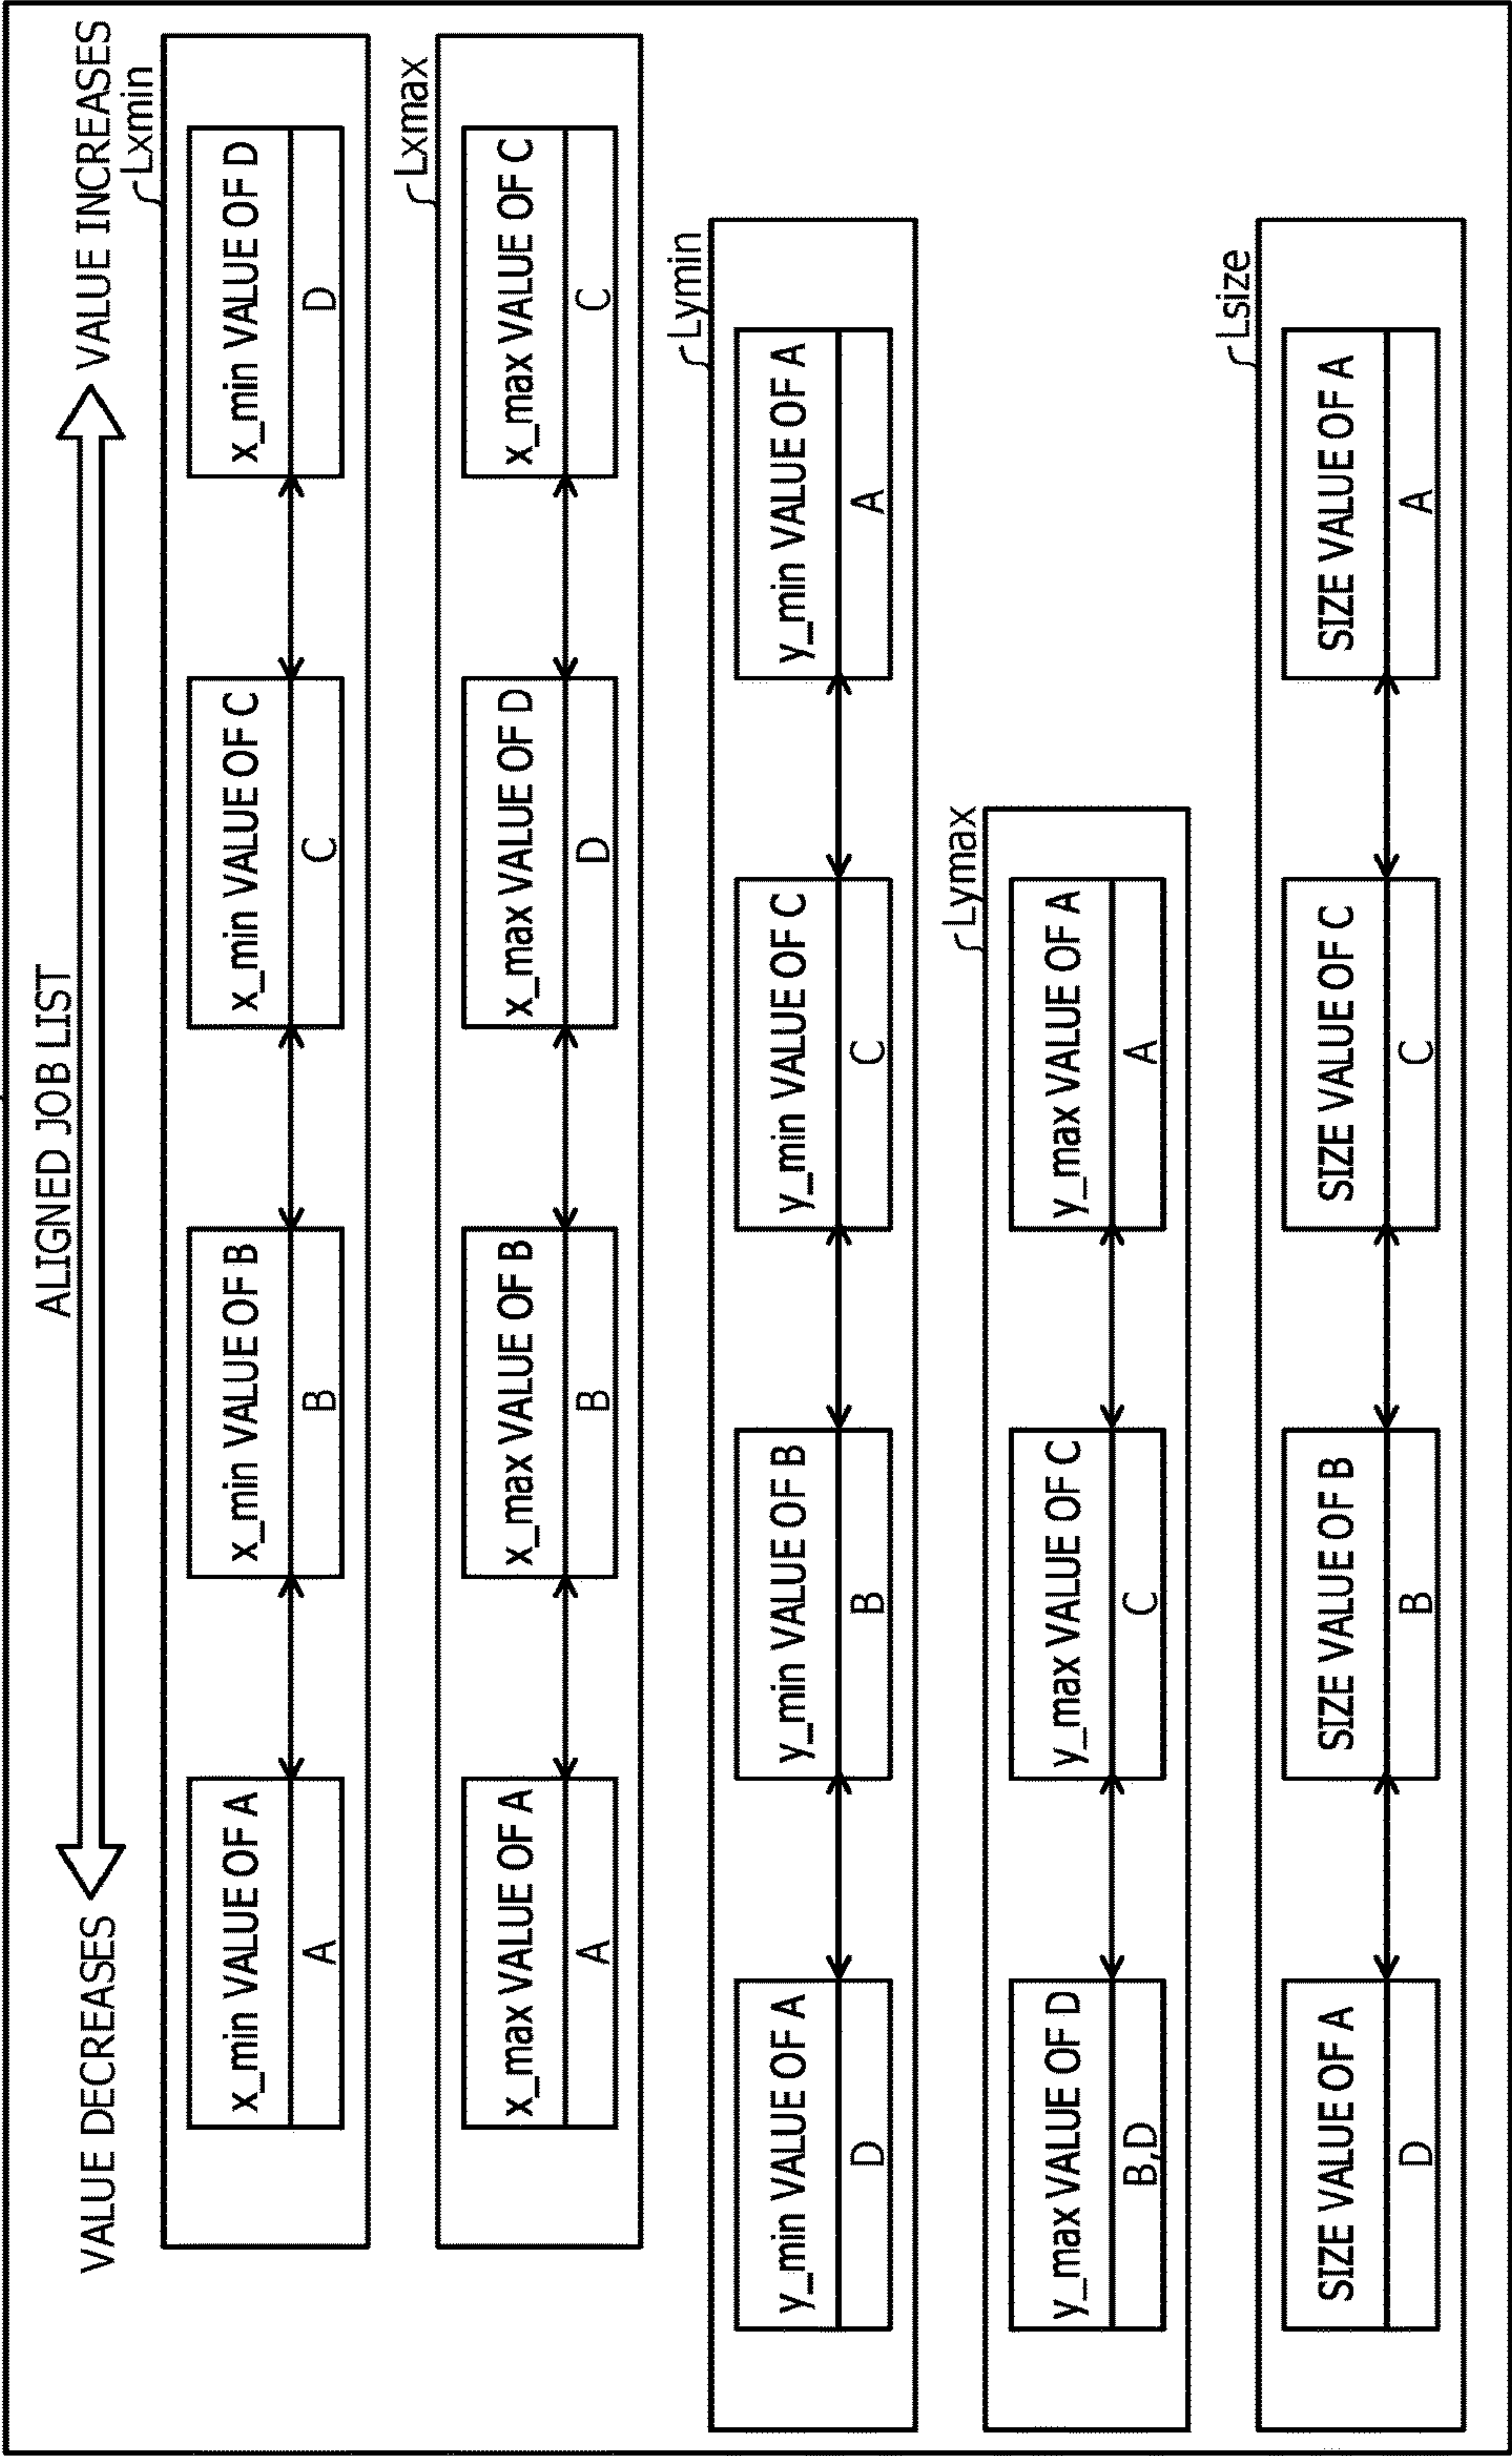 ALIGNED JOB LIST
VALUE DECREASES
VALUE INCREASES
Lxmin
x_min VALUE OF A
A
x_min VALUE OF B
B
x_min VALUE OF C
C
x_min VALUE OF D
D
Lxmax
x_max VALUE OF A
A
x_max VALUE OF B
B
x_max VALUE OF D
D
x_max VALUE OF C
C
Lymin
y_min VALUE OF A
D
y_min VALUE OF B
B
y_min VALUE OF C
C
y_min VALUE OF A
A
Lymax
y_max VALUE OF D
B,D
y_max VALUE OF C
C
y_max VALUE OF A
A
Lsize
SIZE VALUE OF A
D
SIZE VALUE OF B
B
SIZE VALUE OF C
C
SIZE VALUE OF A
A